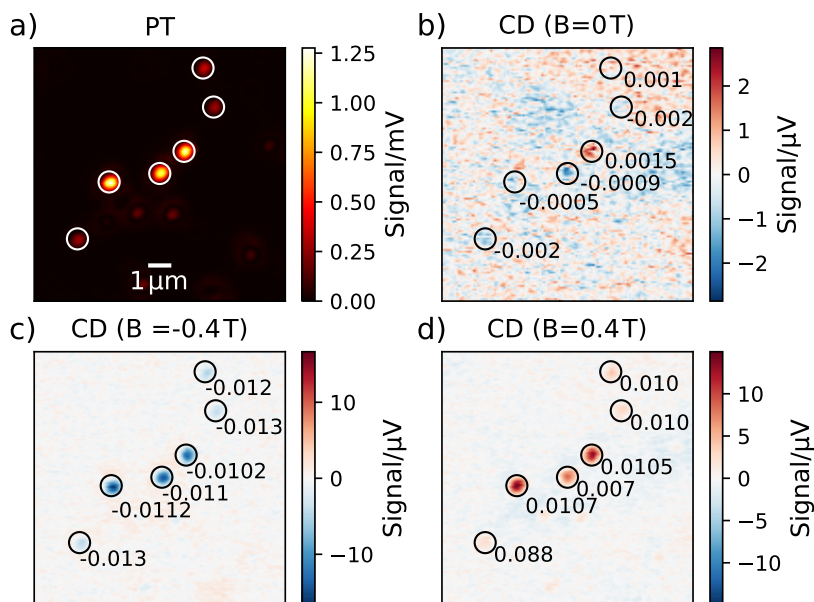 a)
PT
1 µm
1.25
1.00
0.75
0.50
0.25
0.00
Signal/mV
b)
CD (B=0T)
0.001
-0.002
0.0015
-0.0009
-0.0005
-0.002
2
1
0
−1
−2
Signal/µV
c)
CD (B =-0.4T)
-0.012
-0.013
-0.0102
-0.011
-0.0112
-0.013
10
0
−10
Signal/µV
d)
CD (B=0.4T)
0.010
0.010
0.0105
0.007
0.0107
0.088
10
5
0
−5
−10
Signal/µV